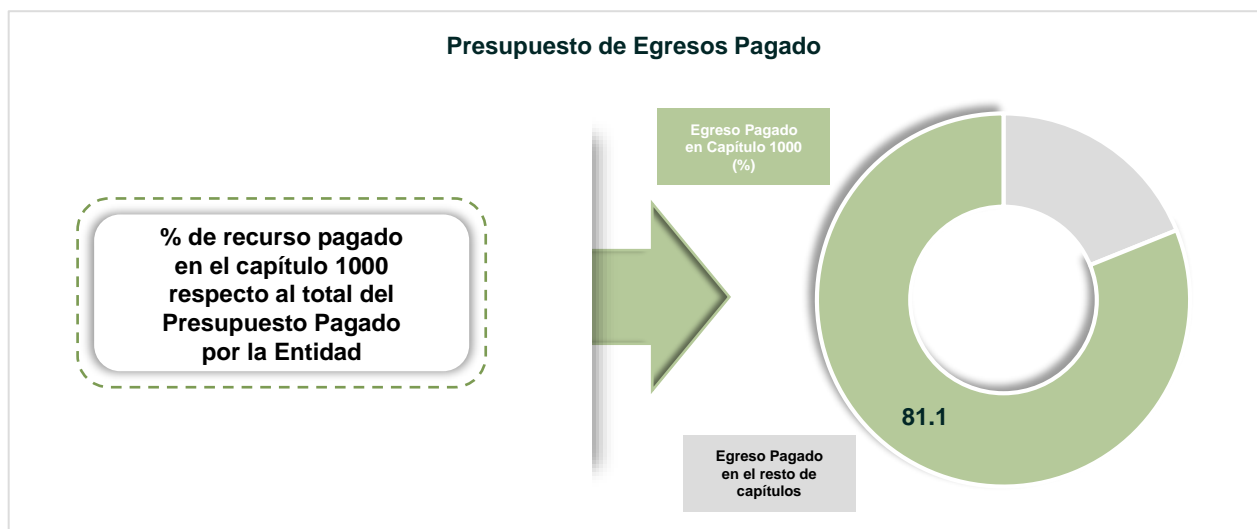 Presupuesto de Egresos Pagado
% de recurso pagado
en el capítulo 1000
respecto al total del
Presupuesto Pagado
por la Entidad
Egreso Pagado
en Capítulo 1000
(%)
81.1
Egreso Pagado
en el resto de
capítulos